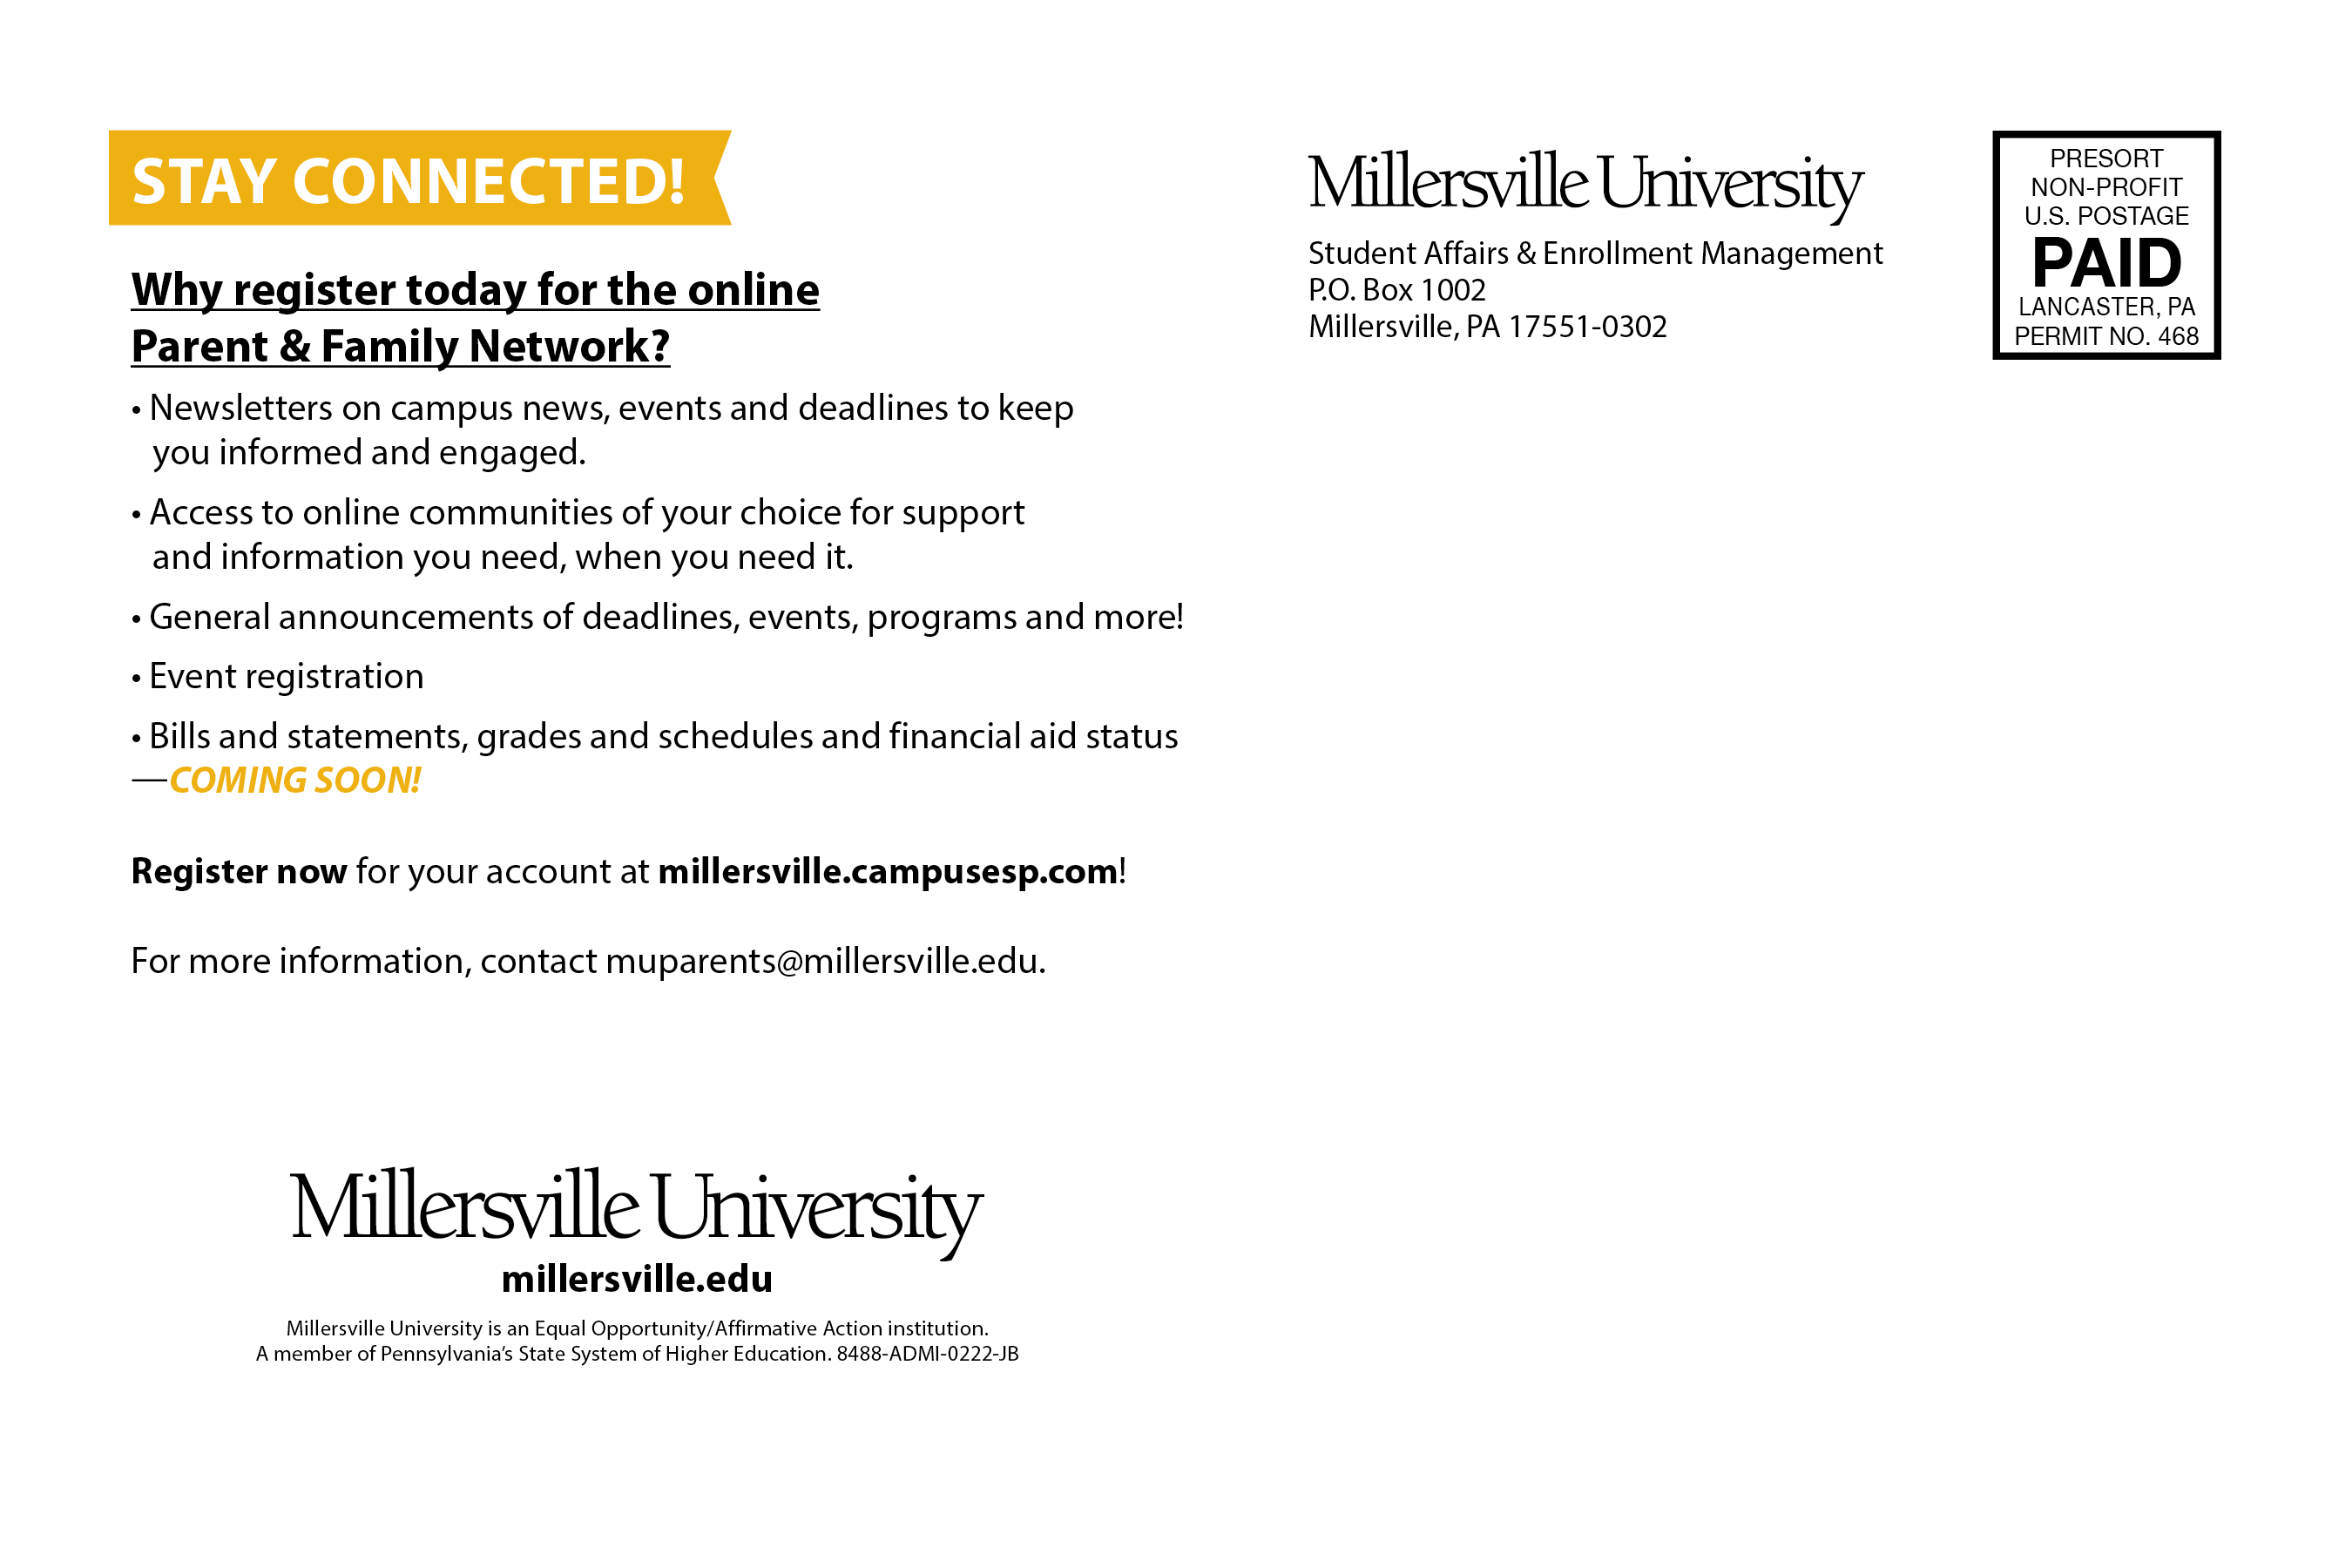 STAY CONNECTED!
Why register today for the online
Parent & Family Network?
• Newsletters on campus news, events and deadlines to keep
you informed and engaged.
• Access to online communities of your choice for support
and information you need, when you need it.
• General announcements of deadlines, events, programs and more!
• Event registration
• Bills and statements, grades and schedules and financial aid status
—COMING SOON!
Register now for your account at millersville.campusesp.com!
For more information, contact muparents@millersville.edu.
Millersville University
millersville.edu
Millersville University is an Equal Opportunity/Affirmative Action institution.
A member of Pennsylvania’s State System of Higher Education. 8488-ADMI-0222-JB
Millersville University
Student Affairs & Enrollment Management
P.O. Box 1002
Millersville, PA 17551-0302
PRESORT
NON-PROFIT
U.S. POSTAGE
PAID
LANCASTER, PA
PERMIT NO. 468